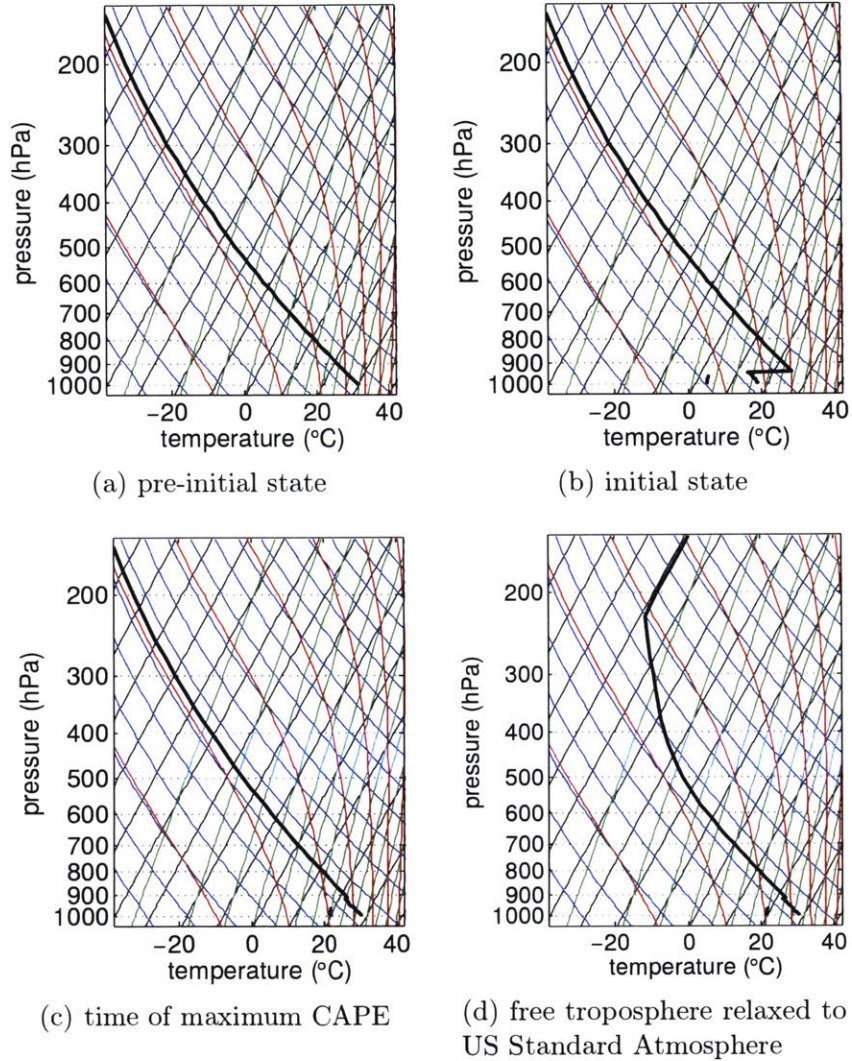 200
300
400
500
600
700
800
900
1000
pressure (hPa)
−20 0 20 40
temperature (°C)
(a) pre-initial state
200
300
400
500
600
700
800
900
1000
pressure (hPa)
−20 0 20 40
temperature (°C)
(b) initial state
200
300
400
500
600
700
800
900
1000
pressure (hPa)
−20 0 20 40
temperature (°C)
(c) time of maximum CAPE
200
300
400
500
600
700
800
900
1000
pressure (hPa)
−20 0 20 40
temperature (°C)
(d) free troposphere relaxed to
US Standard Atmosphere